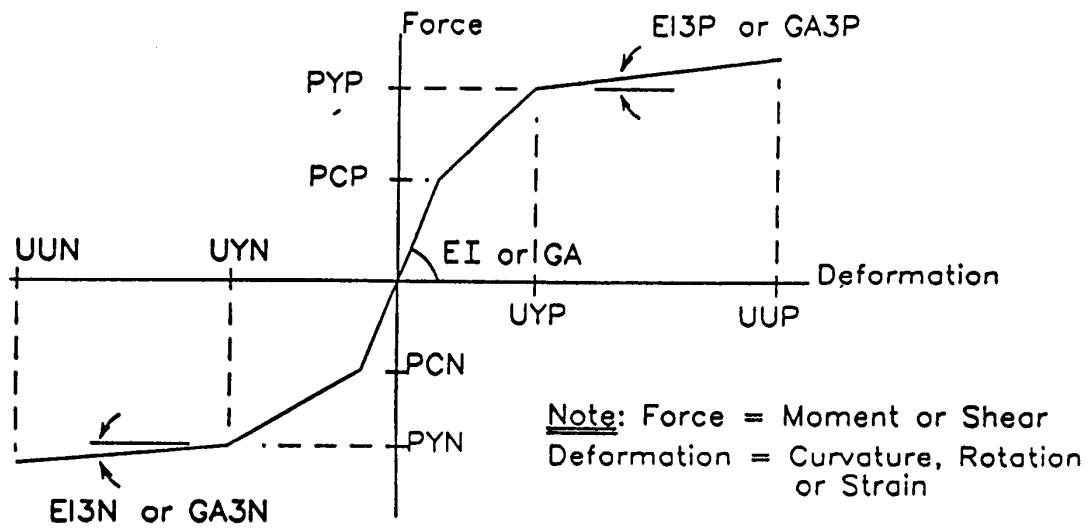 Force
EI3P or GA3P
PYP
PCP
UUN
UYN
EI or GA
Deformation
UYP
UUP
PCN
PYN
Note: Force = Moment or Shear
Deformation = Curvature, Rotation
or Strain
EI3N or GA3N